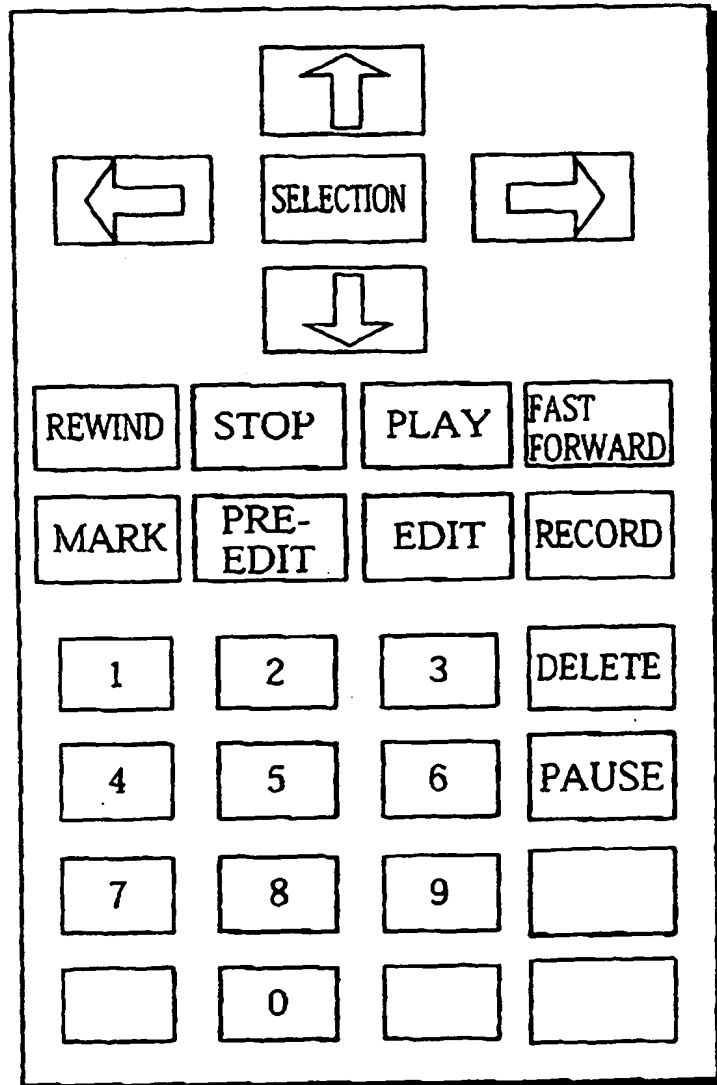 SELECTION
REWIND STOP PLAY FAST FORWARD
MARK PRE-EDIT EDIT RECORD
1 2 3 DELETE
4 5 6 PAUSE
7 8 9
0